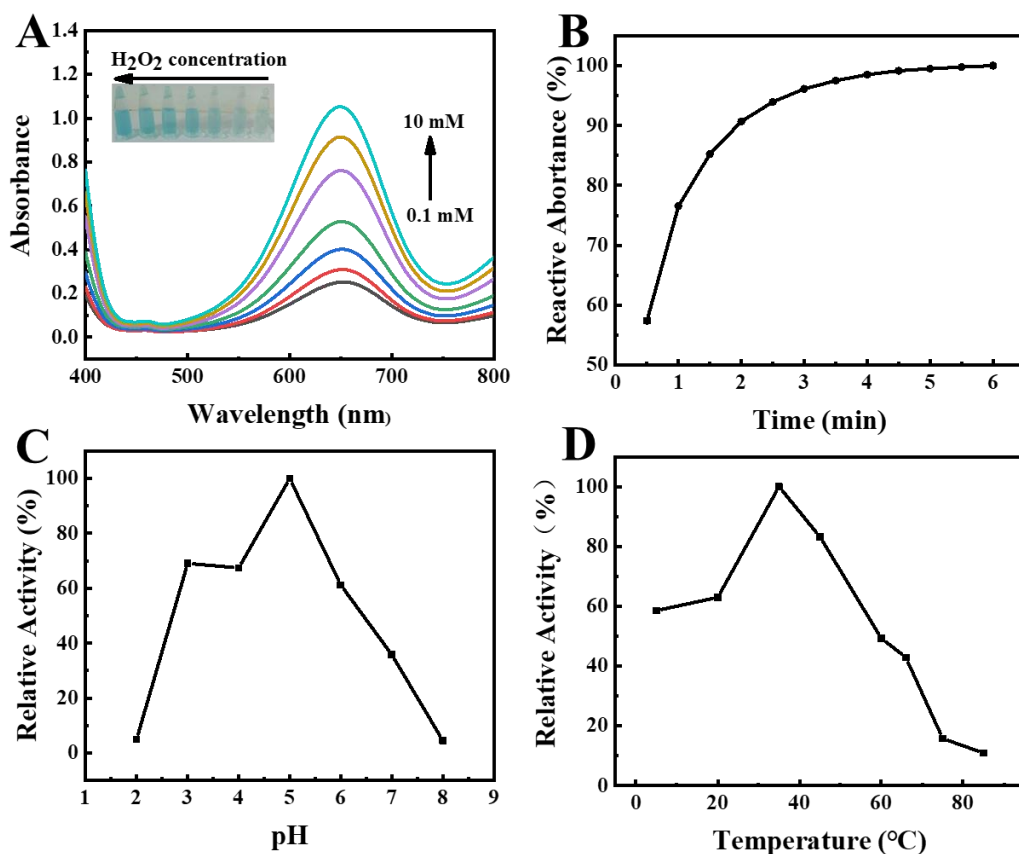 A
1.4
1.2
1.0
0.8
0.6
0.4
0.2
0.0
Absorbance
H₂O₂ concentration
10 mM
0.1 mM
400 500 600 700 800
Wavelength (nm)
B
100
90
80
70
60
50
Reactive Abortance (%)
0 1 2 3 4 5 6
Time (min)
C
100
80
60
40
20
0
Relative Activity (%)
1 2 3 4 5 6 7 8 9
pH
D
100
80
60
40
20
0
Relative Activity（%）
0 20 40 60 80
Temperature (°C)